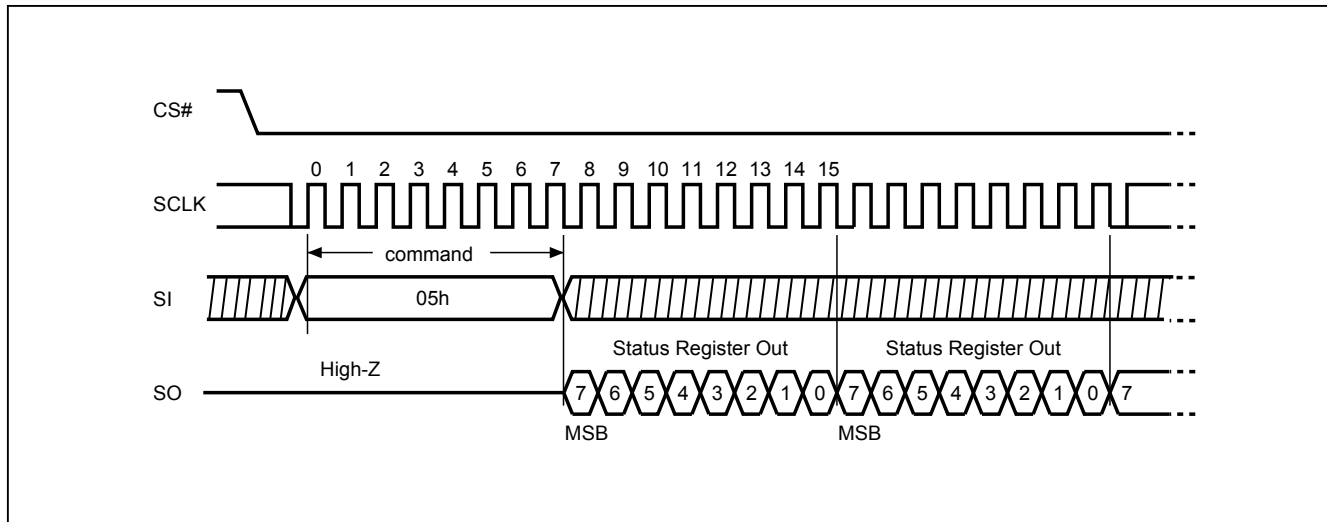 CS#
0 1 2 3 4 5 6 7 8 9 10 11 12 13 14 15
SCLK
command
SI
05h
Status Register Out Status Register Out
High-Z
SO
7 6 5 4 3 2 1 0 7 6 5 4 3 2 1 0 7
MSB MSB